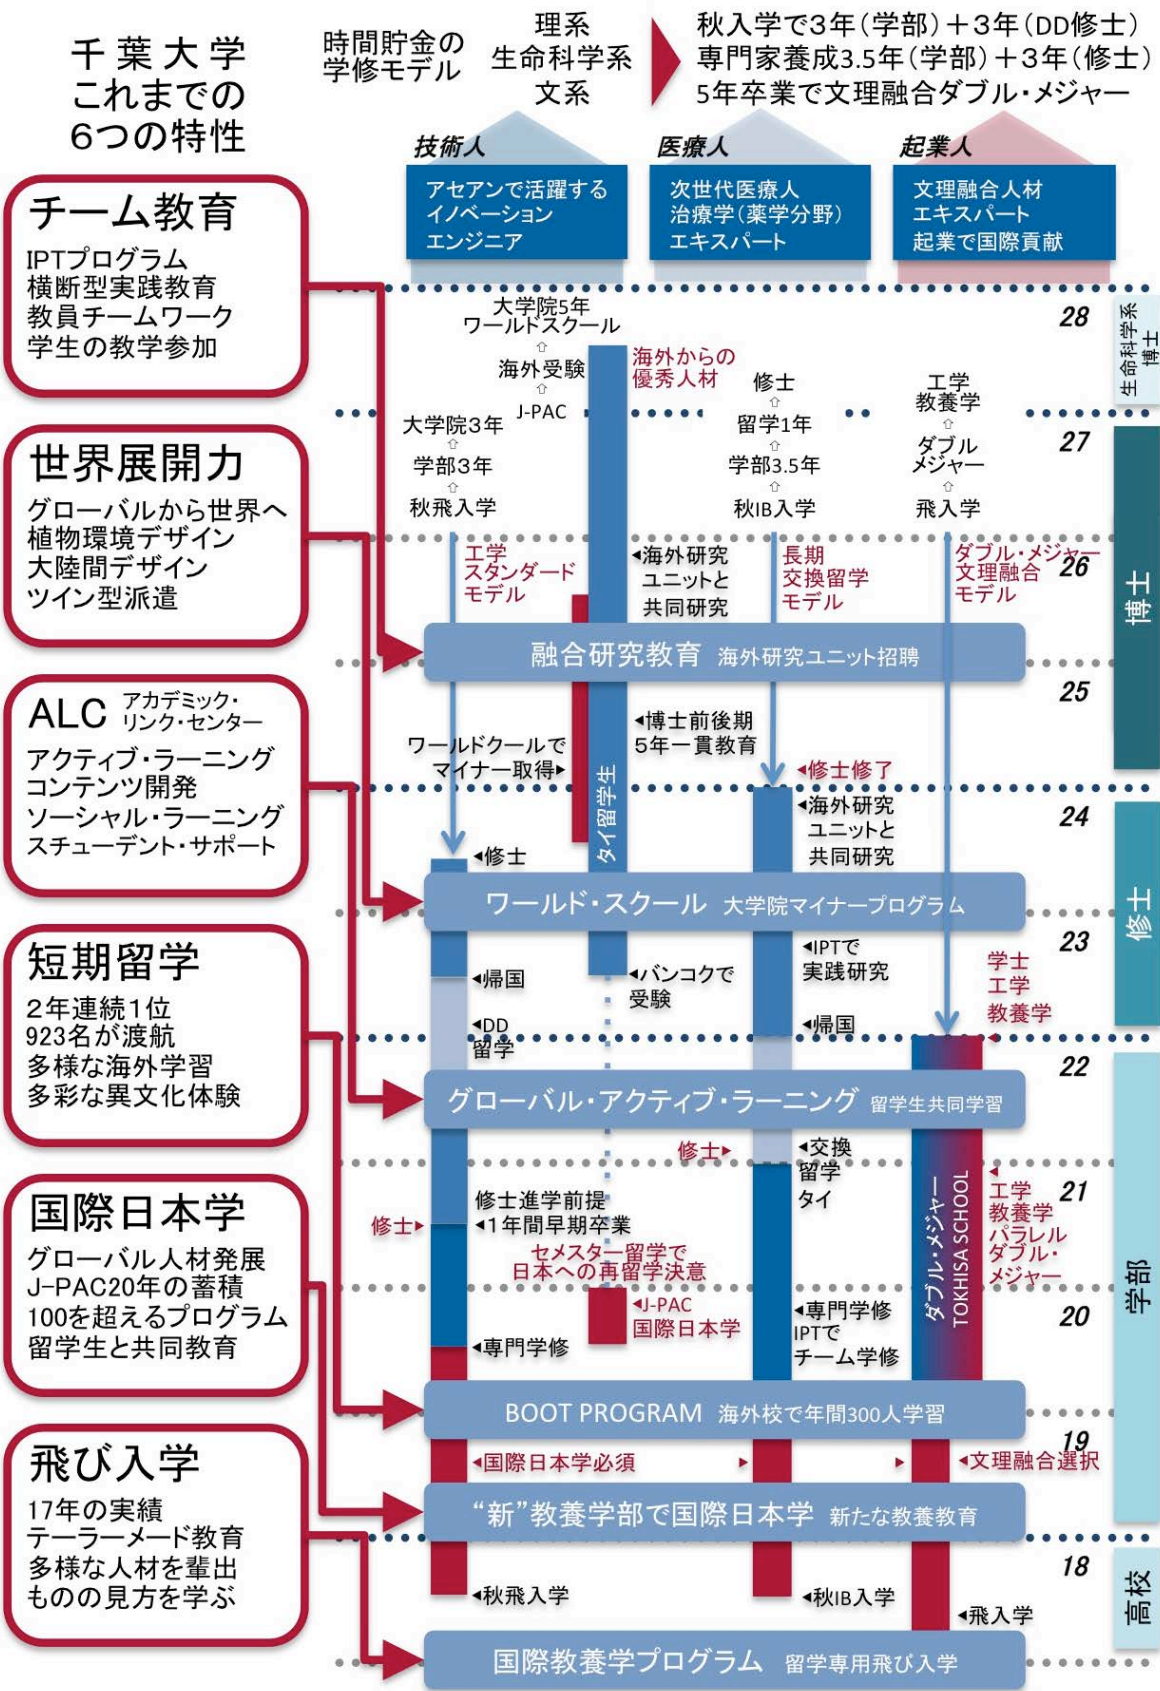 千葉大学
これまでの
6つの特性
時間貯金の
学修モデル
理系
生命科学系
文系
秋入学で3年(学部)＋3年(DD修士)
専門家養成3.5年(学部)＋3年(修士)
5年卒業で文理融合ダブル・メジャー
技術人
アセアンで活躍する
イノベーション
エンジニア
医療人
次世代医療人
治療学(薬学分野)
エキスパート
起業人
文理融合人材
エキスパート
起業で国際貢献
チーム教育
IPTプログラム
横断型実践教育
教員チームワーク
学生の教学参加
世界展開力
グローバルから世界へ
植物環境デザイン
大陸間デザイン
ツイン型派遣
ALC アカデミック・
リンク・センター
アクティブ・ラーニング
コンテンツ開発
ソーシャル・ラーニング
スチューデント・サポート
短期留学
2年連続1位
923名が渡航
多様な海外学習
多彩な異文化体験
国際日本学
グローバル人材発展
J-PAC20年の蓄積
100を超えるプログラム
留学生と共同教育
飛び入学
17年の実績
テーラーメード教育
多様な人材を輩出
ものの見方を学ぶ
大学院5年
ワールドスクール
⇧
海外受験
⇧
J-PAC
海外からの
優秀人材
大学院3年
⇧
学部3年
⇧
秋飛入学
修士
⇧
留学1年
⇧
学部3.5年
⇧
秋IB入学
工学
教養学
⇧
ダブル
メジャー
⇧
飛入学
28
生命科学系
博士
27
工学
スタンダード
モデル
◂海外研究
ユニットと
共同研究
長期
交換留学
モデル
ダブル・メジャー
文理融合
モデル
26
博士
融合研究教育 海外研究ユニット招聘
25
ワールドクールで
マイナー取得▸
タイ留学生
◂博士前後期
5年一貫教育
◂修士修了
◂海外研究
ユニットと
共同研究
24
◂修士
修士
ワールド・スクール 大学院マイナープログラム
23
◂帰国
◂バンコクで
受験
◂IPTで
実践研究
学士
工学
教養学
◂DD
留学
◂帰国
22
グローバル・アクティブ・ラーニング 留学生共同学習
修士▸
◂交換
留学
タイ
21
修士▸
修士進学前提
◂1年間早期卒業
ダブル・メジャー
TOKHISA SCHOOL
◂
工学
教養学
パラレル
ダブル・
メジャー
学部
セメスター留学で
日本への再留学決意
◂J-PAC
国際日本学
◂専門学修
IPTで
チーム学修
20
◂専門学修
BOOT PROGRAM 海外校で年間300人学習
19
◂国際日本学必須
▸
▸
◂文理融合選択
“新”教養学部で国際日本学 新たな教養教育
18
高校
◂秋飛入学
◂秋IB入学
◂飛入学
国際教養学プログラム 留学専用飛び入学